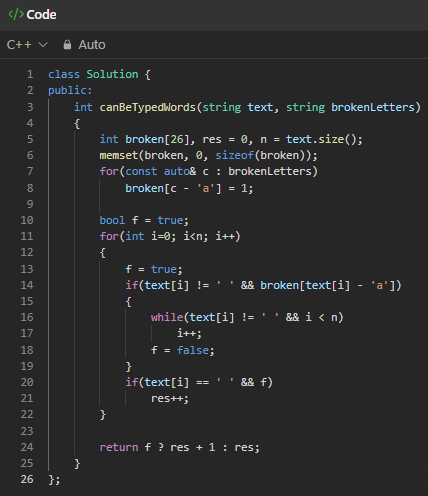 </> Code
C++ Auto
1 class Solution {
2 public:
3     int canBeTypedWords(string text, string brokenLetters)
4     {
5         int broken[26], res = 0, n = text.size();
6         memset(broken, 0, sizeof(broken));
7         for(const auto& c : brokenLetters)
8             broken[c - 'a'] = 1;
9
10         bool f = true;
11         for(int i=0; i<n; i++)
12         {
13             f = true;
14             if(text[i] != ' ' && broken[text[i] - 'a'])
15             {
16                 while(text[i] != ' ' && i < n)
17                     i++;
18                 f = false;
19             }
20             if(text[i] == ' ' && f)
21                 res++;
22         }
23
24         return f ? res + 1 : res;
25     }
26 };